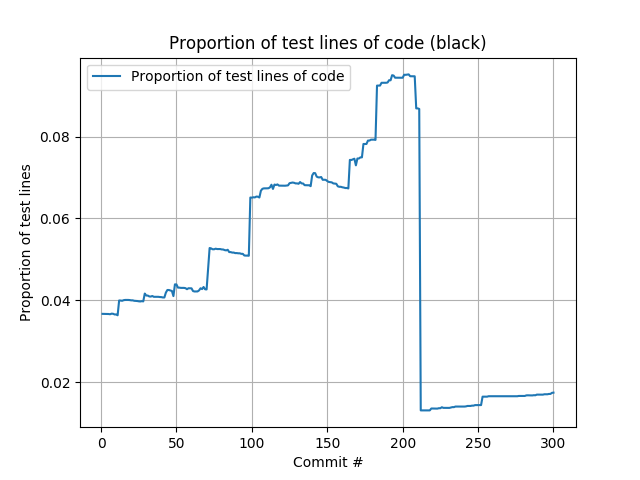 Proportion of test lines of code (black)
Proportion of test lines of code
Proportion of test lines
0.08
0.06
0.04
0.02
0
50
100
150
200
250
300
Commit #